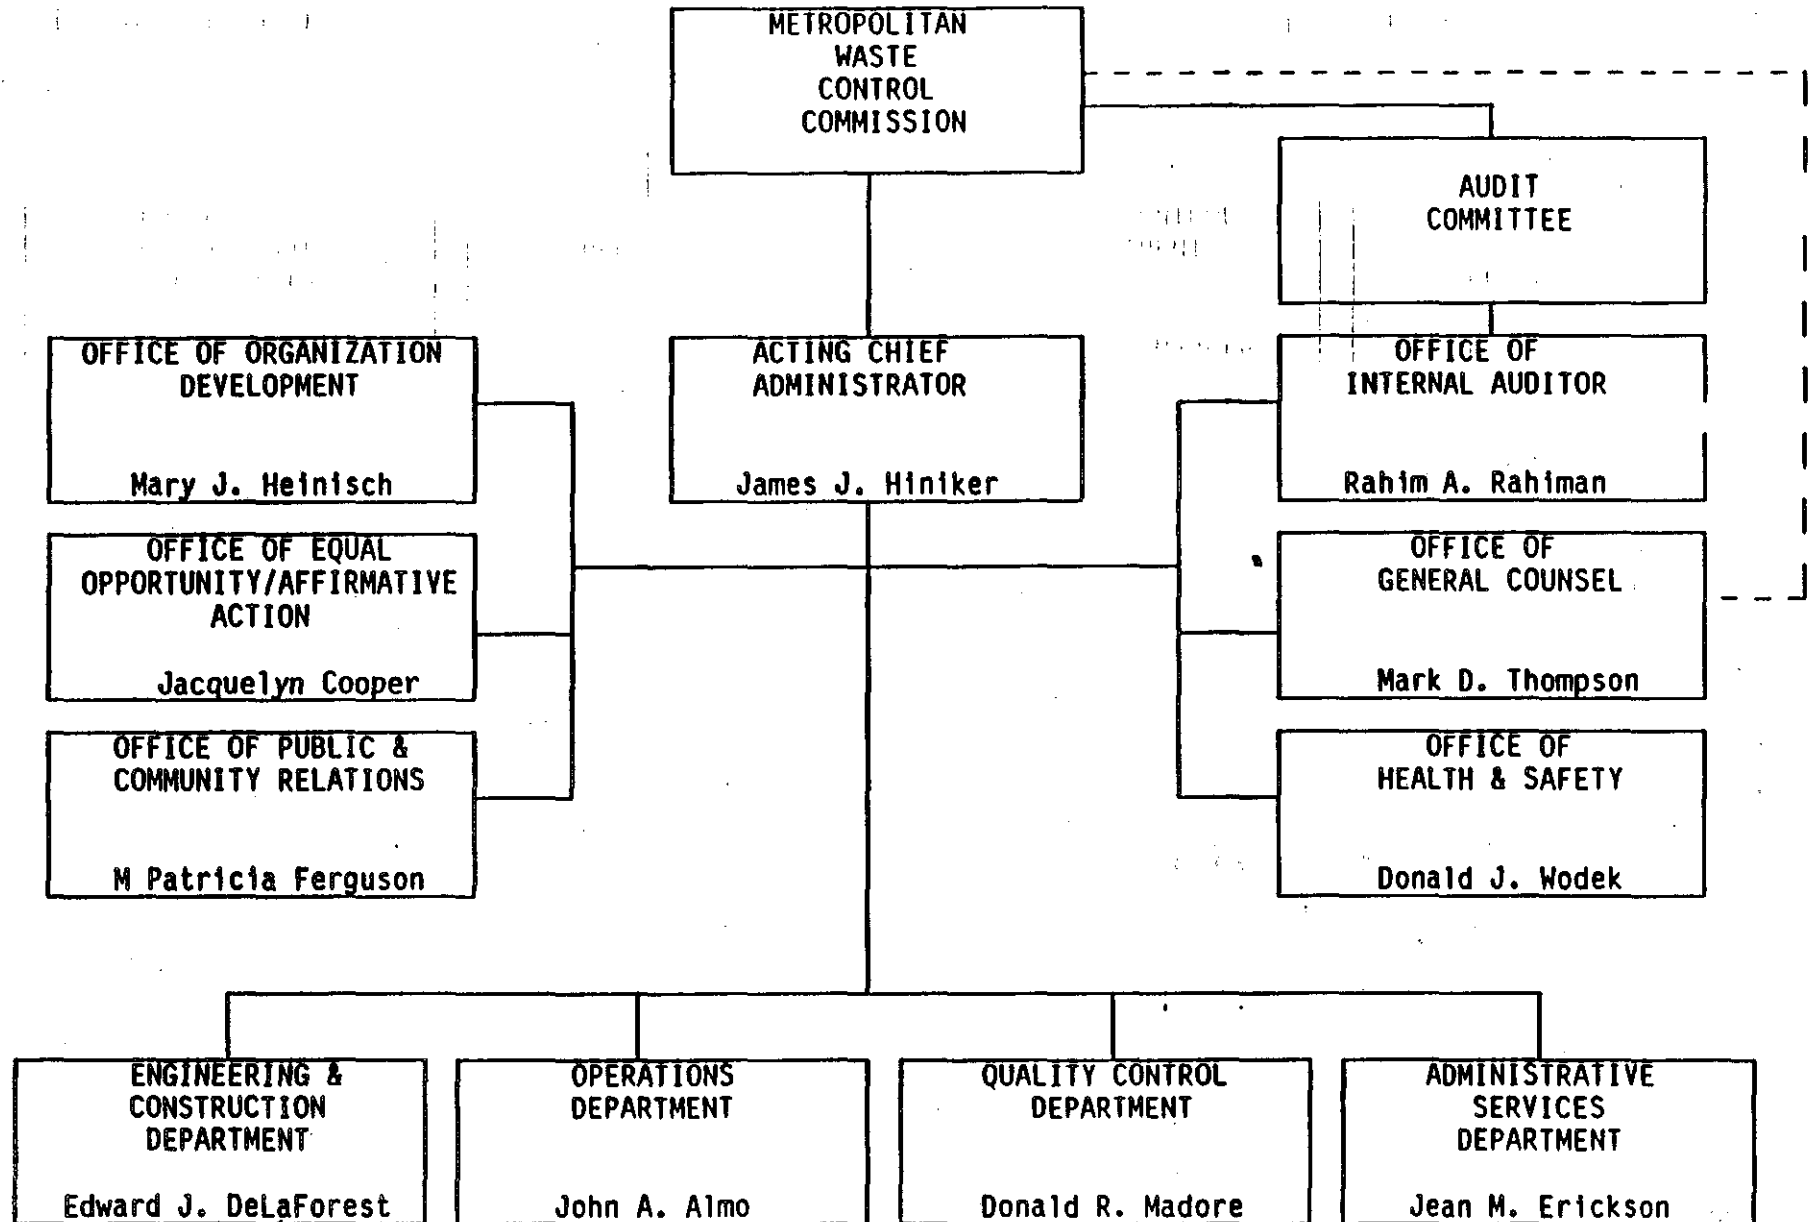 METROPOLITAN
WASTE
CONTROL
COMMISSION
AUDIT
COMMITTEE
OFFICE OF ORGANIZATION
DEVELOPMENT
Mary J. Heinisch
ACTING CHIEF
ADMINISTRATOR
James J. Hiniker
OFFICE OF
INTERNAL AUDITOR
Rahim A. Rahiman
OFFICE OF EQUAL
OPPORTUNITY/AFFIRMATIVE
ACTION
Jacquelyn Cooper
OFFICE OF
GENERAL COUNSEL
Mark D. Thompson
OFFICE OF PUBLIC &
COMMUNITY RELATIONS
M Patricia Ferguson
OFFICE OF
HEALTH & SAFETY
Donald J. Wodek
ENGINEERING &
CONSTRUCTION
DEPARTMENT
Edward J. DeLaForest
OPERATIONS
DEPARTMENT
John A. Almo
QUALITY CONTROL
DEPARTMENT
Donald R. Madore
ADMINISTRATIVE
SERVICES
DEPARTMENT
Jean M. Erickson